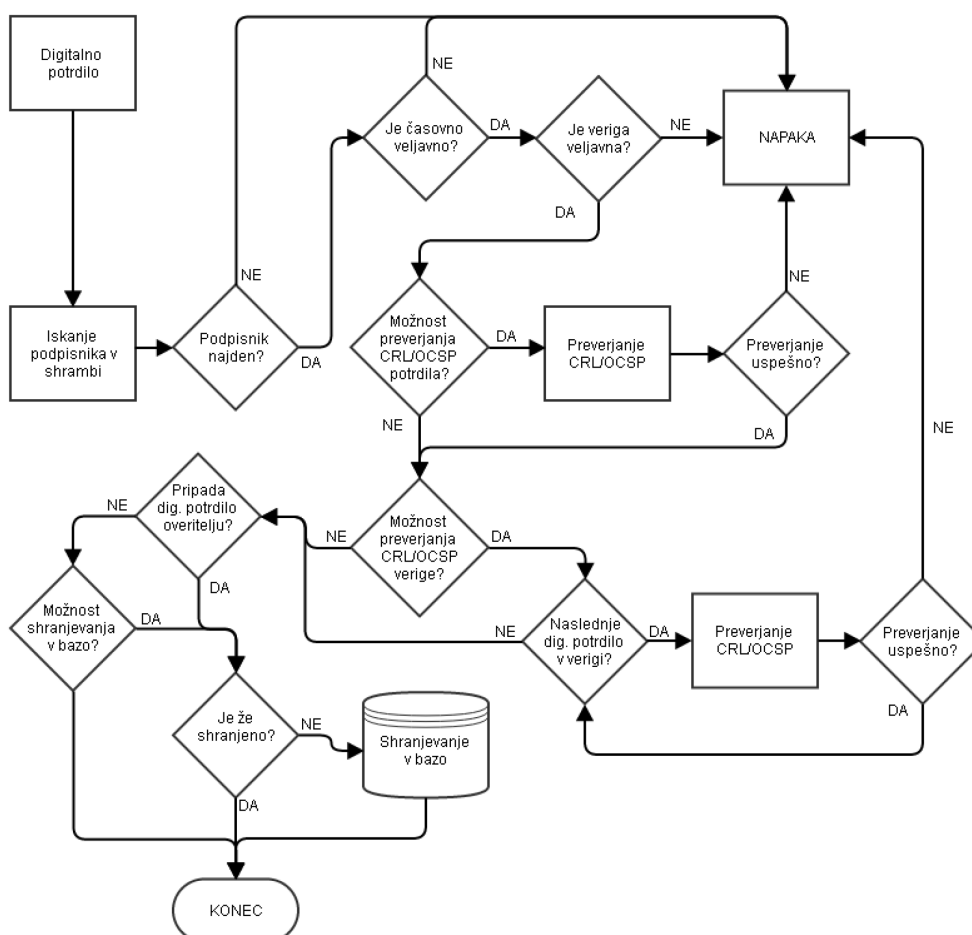 Digitalno
potrdilo
NE
NE
Je časovno
veljavno?
DA
Je veriga
veljavna?
NE
NAPAKA
DA
NE
NE
Iskanje
podpisnika v
shrambi
Podpisnik
najden?
DA
Možnost
preverjanja
CRL/OCSP
potrdila?
DA
Preverjanje
CRL/OCSP
Preverjanje
uspešno?
NE
DA
NE
Pripada
dig. potrdilo
overitelju?
NE
Možnost
preverjanja
CRL/OCSP
verige?
DA
NE
DA
Možnost
shranjevanja
v bazo?
DA
NE
Naslednje
dig. potrdilo
v verigi?
DA
Preverjanje
CRL/OCSP
Preverjanje
uspešno?
DA
Je že
shranjeno?
NE
Shranjevanje
v bazo
DA
KONEC